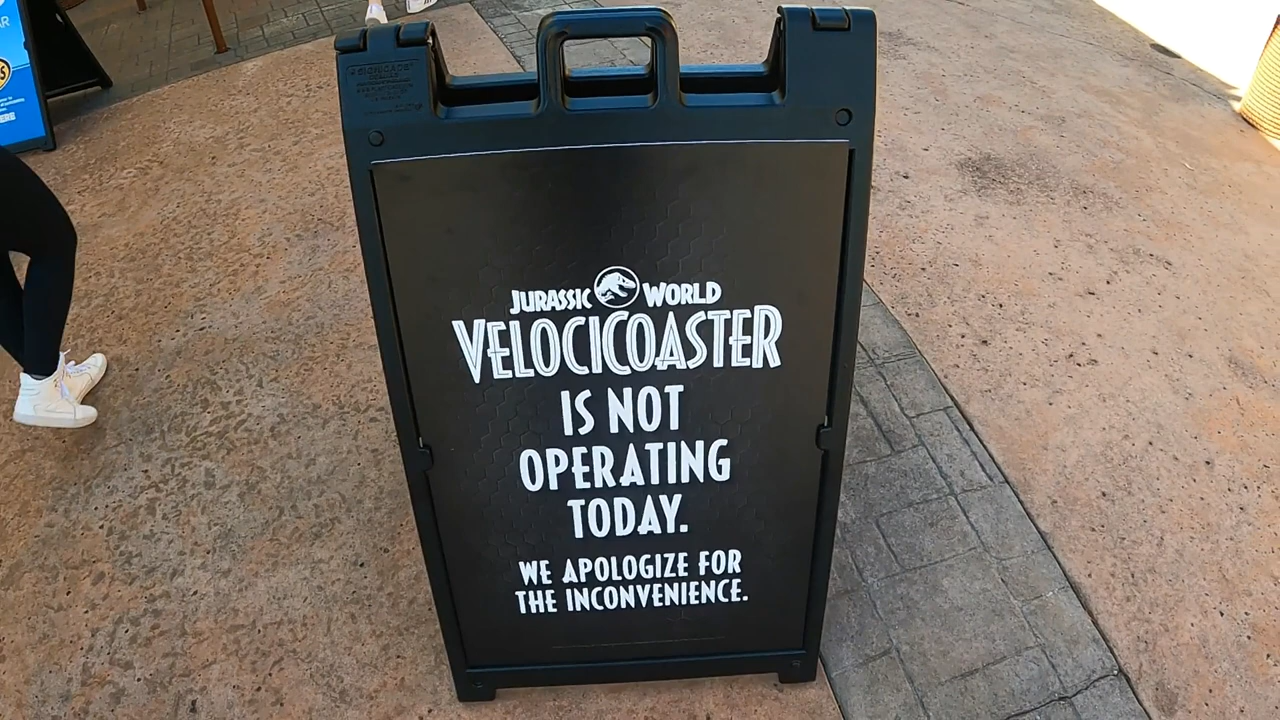 JURASSIC WORLD
VELOCICOASTER
IS NOT
OPERATING
TODAY.
WE APOLOGIZE FOR
THE INCONVENIENCE.